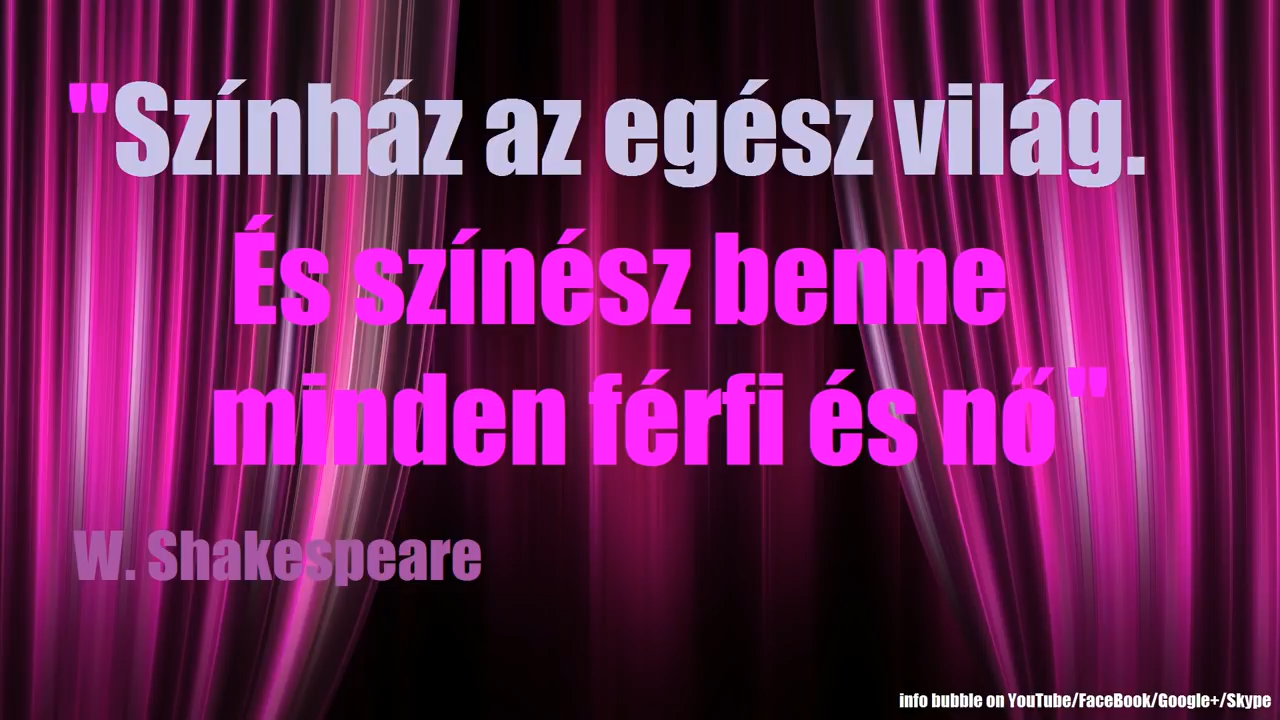 "Színház az egész világ.
És színész benne
minden férfi és nő"
W. Shakespeare
info bubble on YouTube/FaceBook/Google+/Skype